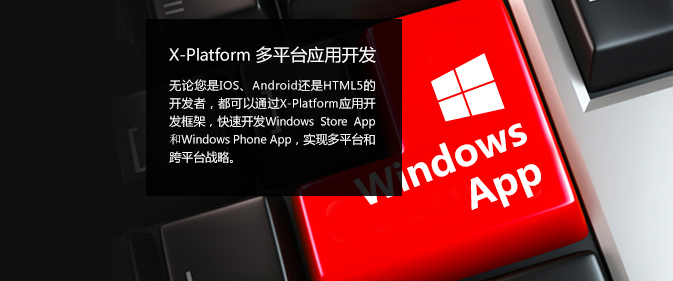 X-Platform 多平台应用开发
无论您是IOS、Android还是HTML5的
开发者，都可以通过X-Platform应用开
发框架，快速开发Windows Store App
和Windows Phone App，实现多平台和
跨平台战略。
Windows
App